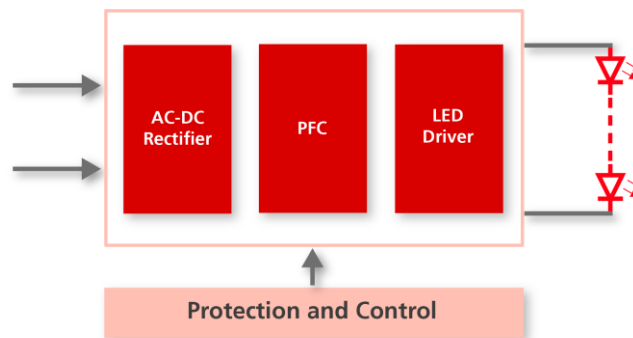 AC-DC
Rectifier
PFC
LED
Driver
Protection and Control